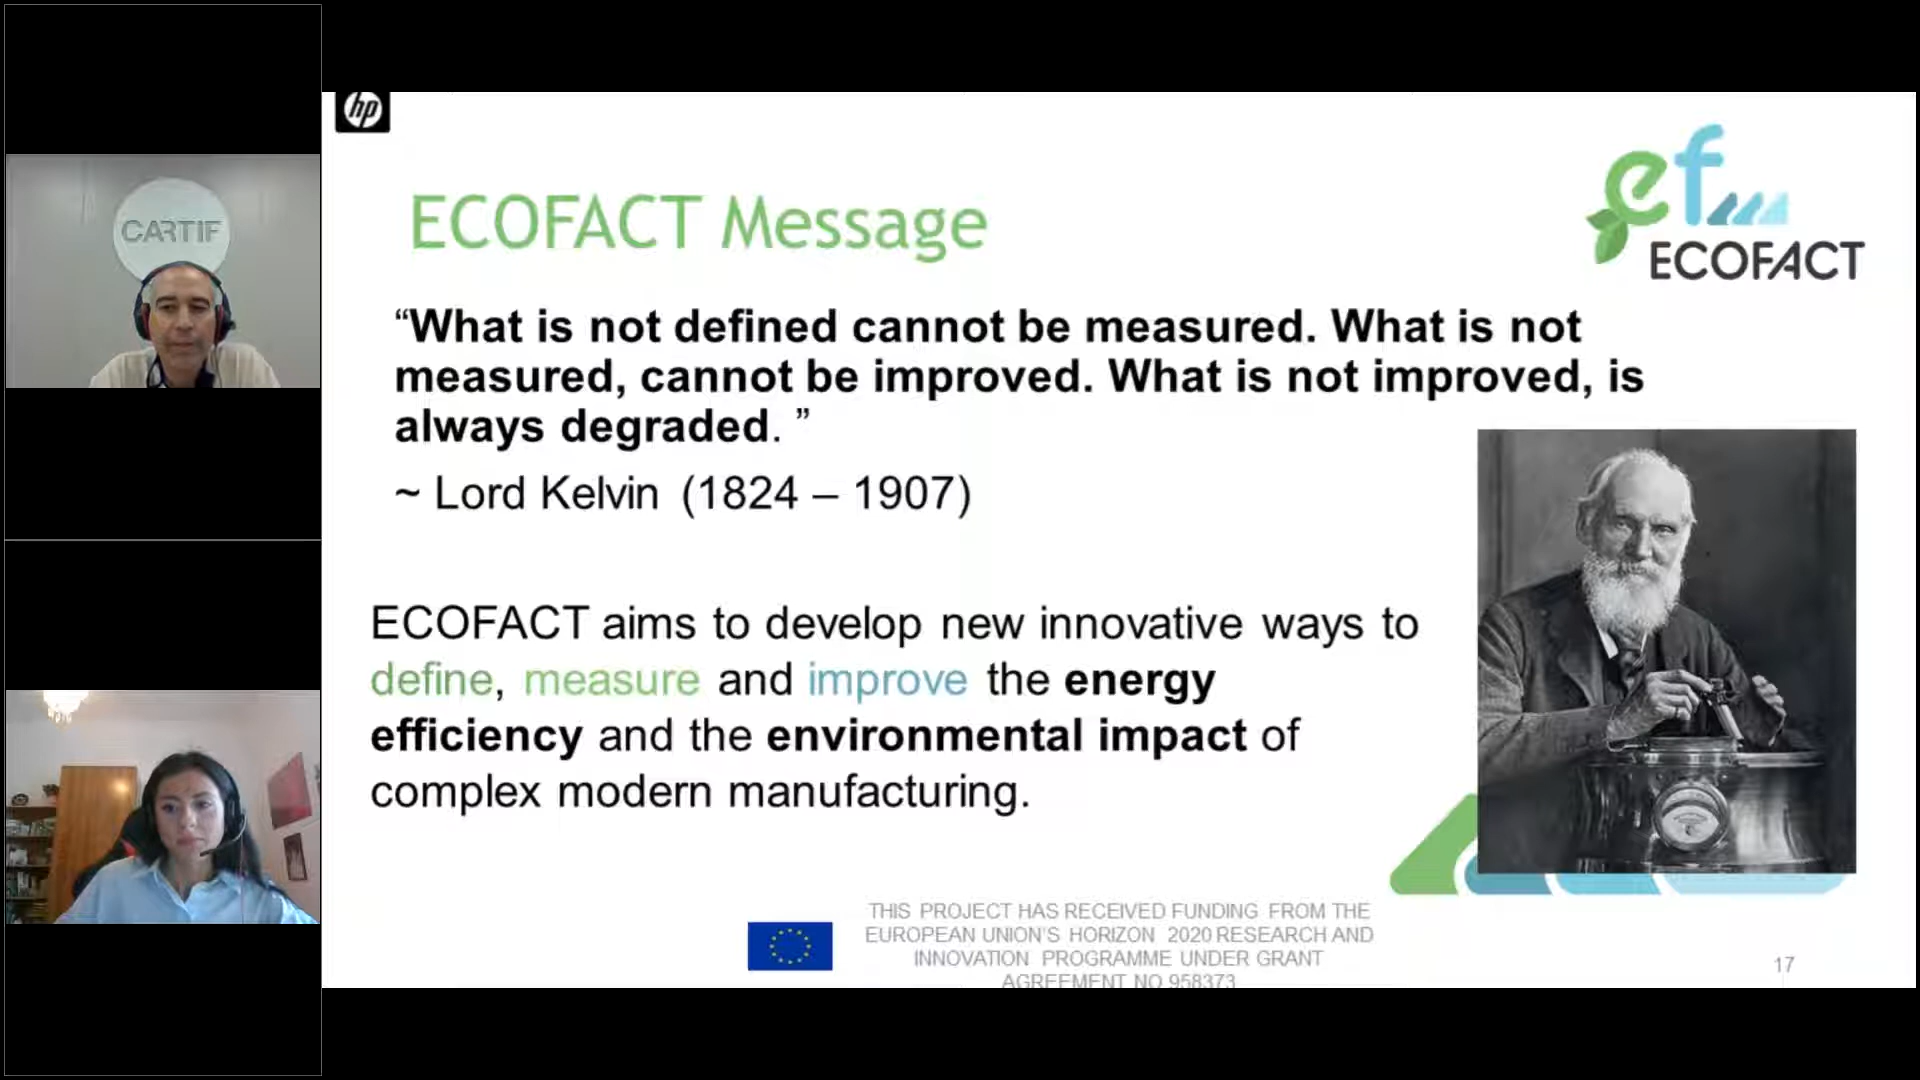 hp
CARTIF
ECOFACT Message
ef
ECOFACT
“What is not defined cannot be measured. What is not
measured, cannot be improved. What is not improved, is
always degraded. ”
~ Lord Kelvin (1824 – 1907)
ECOFACT aims to develop new innovative ways to
define, measure and improve the energy
efficiency and the environmental impact of
complex modern manufacturing.
THIS PROJECT HAS RECEIVED FUNDING FROM THE
EUROPEAN UNION'S HORIZON 2020 RESEARCH AND
INNOVATION PROGRAMME UNDER GRANT
AGREEMENT NO 958373
17